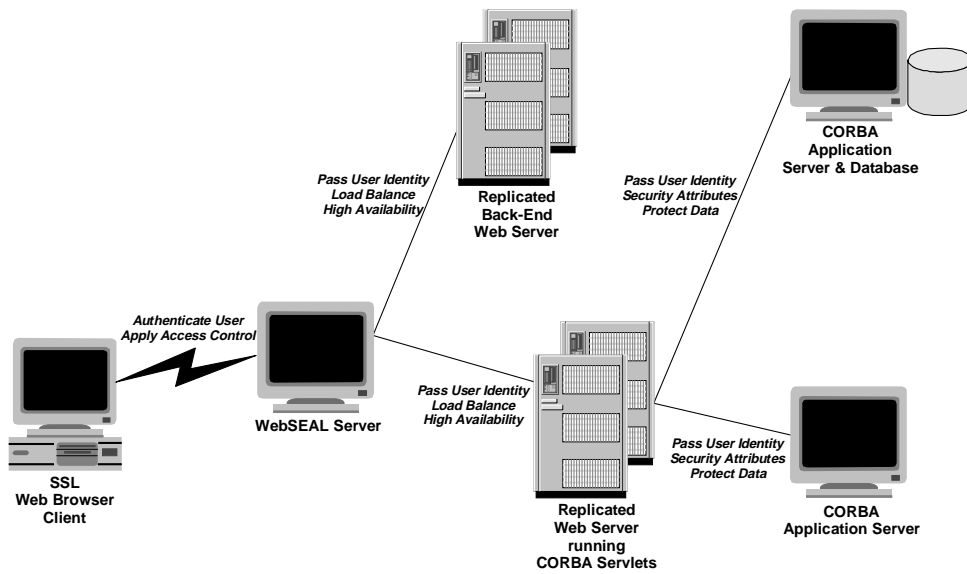 CORBA
Application
Server & Database
Pass User Identity
Load Balance
High Availability
Replicated
Back-End
Web Server
Pass User Identity
Security Attributes
Protect Data
Authenticate User
Apply Access Control
WebSEAL Server
Pass User Identity
Load Balance
High Availability
Pass User Identity
Security Attributes
Protect Data
SSL
Web Browser
Client
Replicated
Web Server
running
CORBA Servlets
CORBA
Application Server